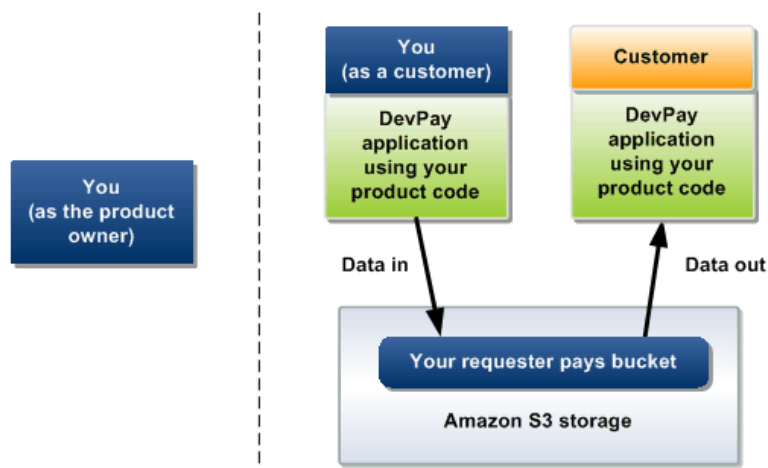 You
(as the product
owner)
You
(as a customer)
DevPay
application
using your
product code
Customer
DevPay
application
using your
product code
Data in
Data out
Your requester pays bucket
Amazon S3 storage